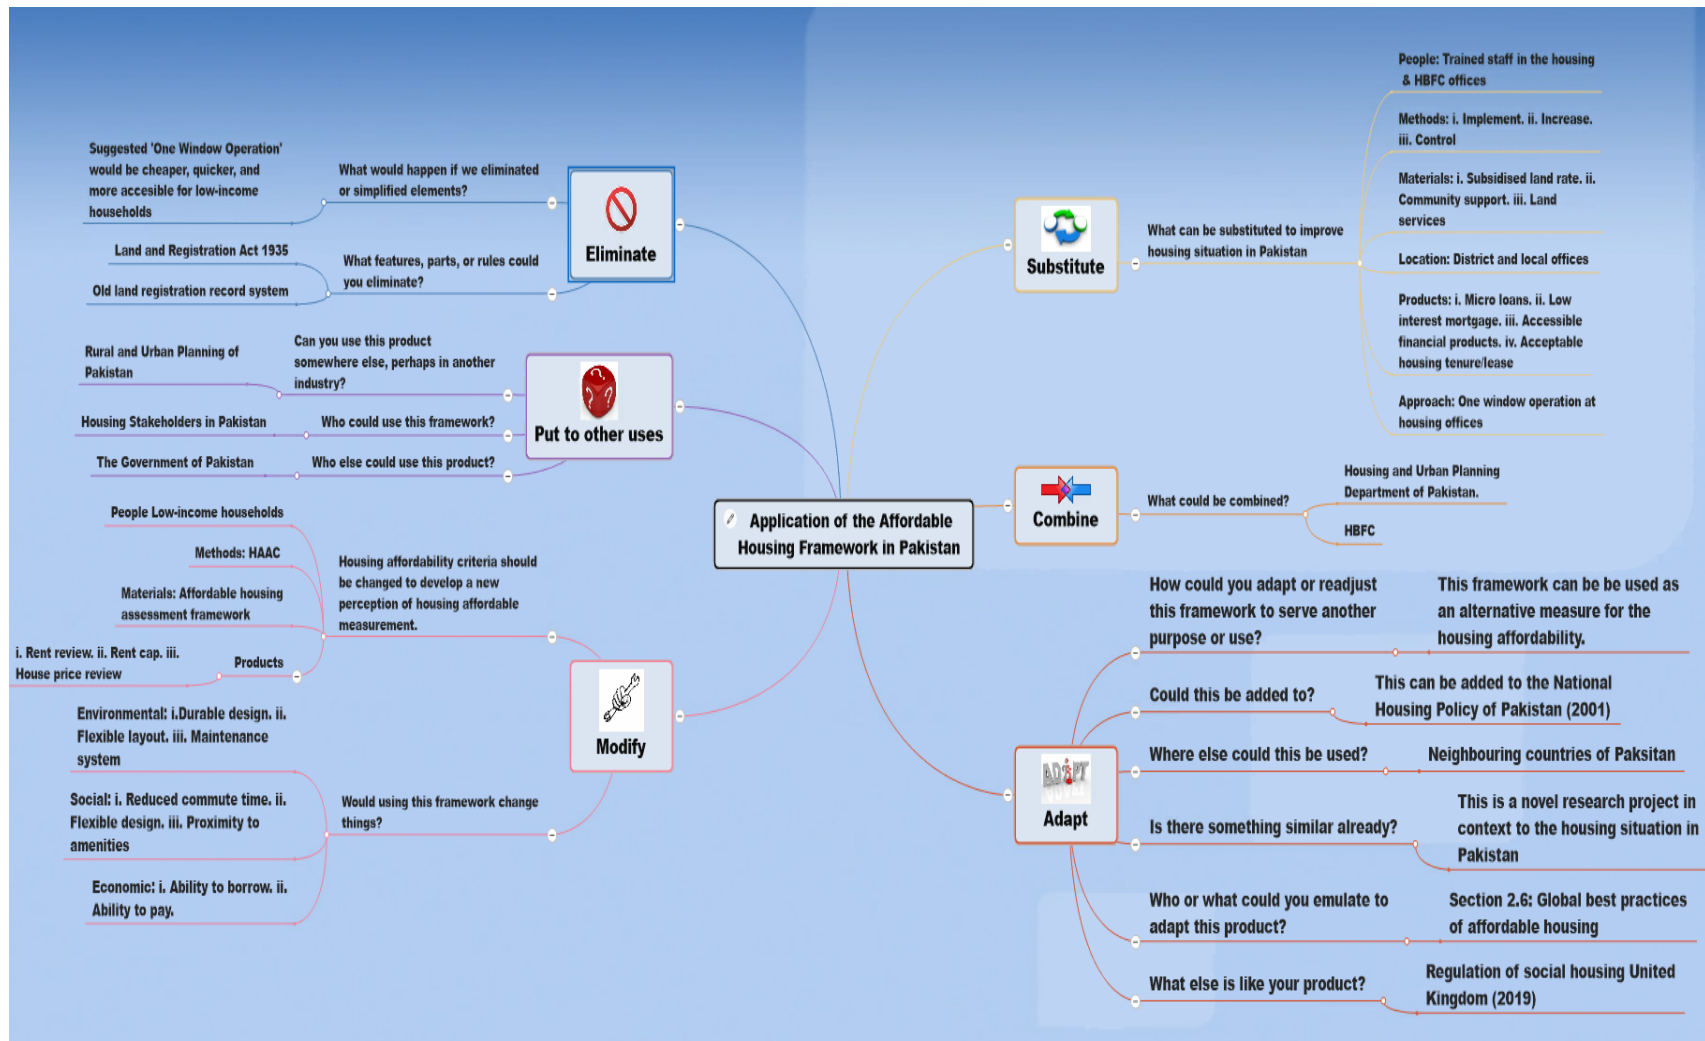 Application of the Affordable
Housing Framework in Pakistan
Substitute
What can be substituted to improve
housing situation in Pakistan
People: Trained staff in the housing
& HBFC offices
Methods: i. Implement. ii. Increase.
iii. Control
Materials: i. Subsidised land rate. ii.
Community support. iii. Land
services
Location: District and local offices
Products: i. Micro loans. ii. Low
interest mortgage. iii. Accessible
financial products. iv. Acceptable
housing tenure/lease
Approach: One window operation at
housing offices
Combine
What could be combined?
Housing and Urban Planning
Department of Pakistan.
HBFC
ADAPT
Adapt
How could you adapt or readjust
this framework to serve another
purpose or use?
This framework can be be used as
an alternative measure for the
housing affordability.
Could this be added to?
This can be added to the National
Housing Policy of Pakistan (2001)
Where else could this be used?
Neighbouring countries of Paksitan
Is there something similar already?
This is a novel research project in
context to the housing situation in
Pakistan
Who or what could you emulate to
adapt this product?
Section 2.6: Global best practices
of affordable housing
What else is like your product?
Regulation of social housing United
Kingdom (2019)
Eliminate
What would happen if we eliminated
or simplified elements?
Suggested 'One Window Operation'
would be cheaper, quicker, and
more accesible for low-income
households
What features, parts, or rules could
you eliminate?
Land and Registration Act 1935
Old land registration record system
? ? ?
Put to other uses
Can you use this product
somewhere else, perhaps in another
industry?
Rural and Urban Planning of
Pakistan
Who could use this framework?
Housing Stakeholders in Pakistan
Who else could use this product?
The Government of Pakistan
Modify
Housing affordability criteria should
be changed to develop a new
perception of housing affordable
measurement.
People Low-income households
Methods: HAAC
Materials: Affordable housing
assessment framework
Products
i. Rent review. ii. Rent cap. iii.
House price review
Would using this framework change
things?
Environmental: i.Durable design. ii.
Flexible layout. iii. Maintenance
system
Social: i. Reduced commute time. ii.
Flexible design. iii. Proximity to
amenities
Economic: i. Ability to borrow. ii.
Ability to pay.